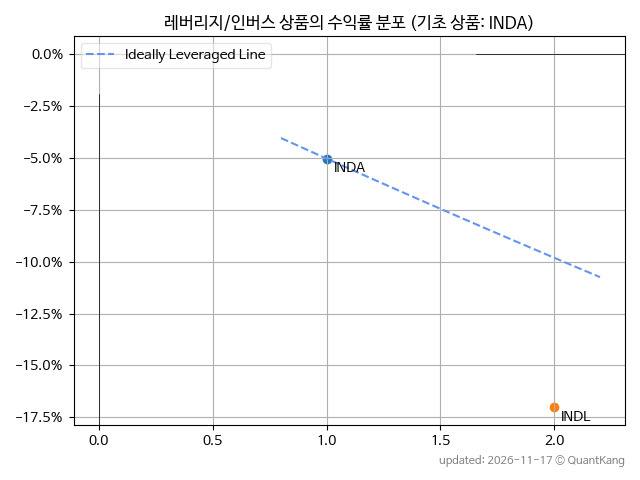 레버리지/인버스 상품의 수익률 분포 (기초 상품: INDA)
Ideally Leveraged Line
0.0%
−2.5%
−5.0%
−7.5%
−10.0%
−12.5%
−15.0%
−17.5%
INDA
INDL
0.0 0.5 1.0 1.5 2.0
updated: 2026-11-17 © QuantKang